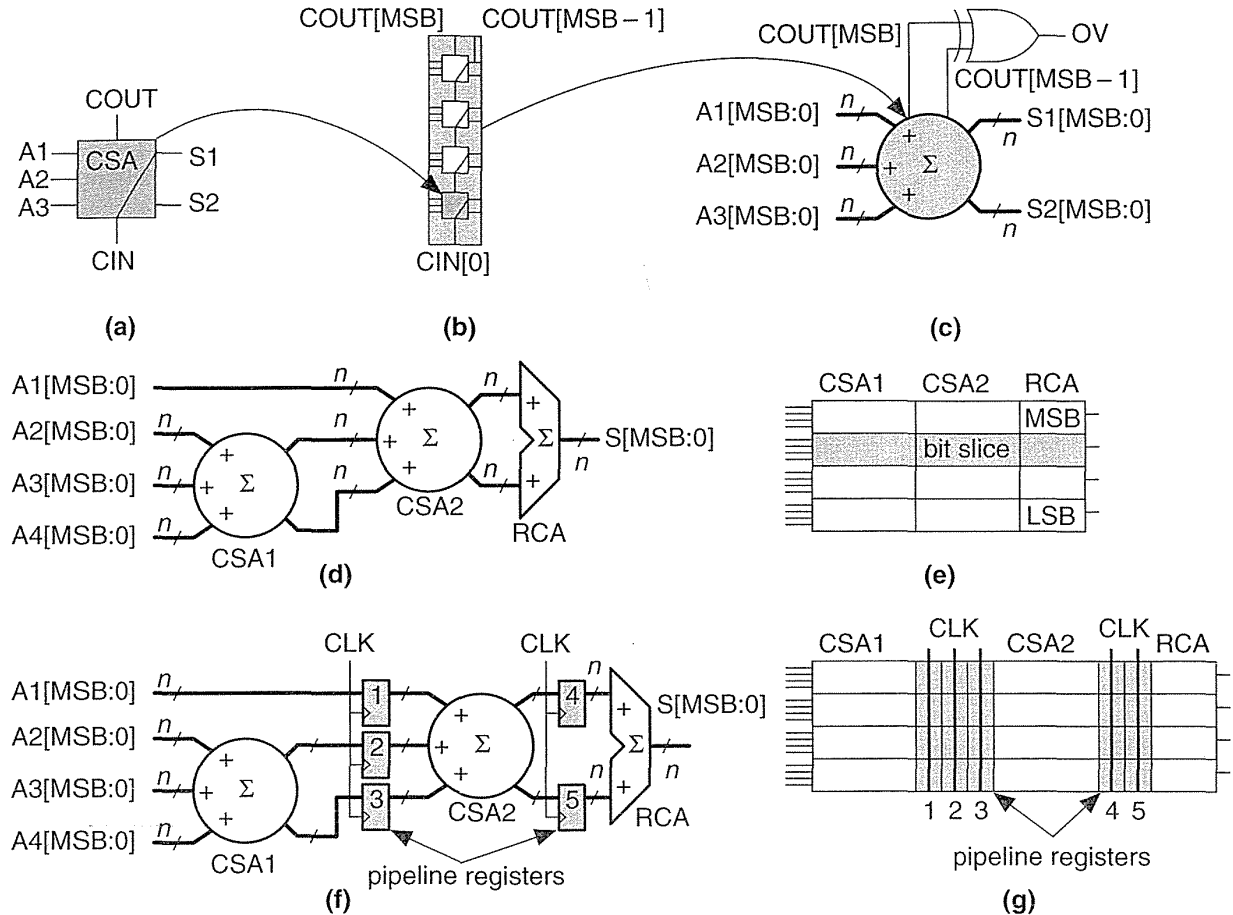 COUT[MSB] COUT[MSB – 1]
COUT
A1
A2
A3
CSA
S1
S2
CIN
CIN[0]
COUT[MSB]
OV
COUT[MSB – 1]
A1[MSB:0] n
A2[MSB:0] n
A3[MSB:0] n
+
+
+
Σ
S1[MSB:0]
n
S2[MSB:0]
n
(a)
(b)
(c)
A1[MSB:0] n
A2[MSB:0] n
A3[MSB:0] n
A4[MSB:0] n
+
+
+
Σ
CSA1
n
n
n
+
+
+
Σ
CSA2
n
n
+
Σ
+
RCA
S[MSB:0]
n
(d)
CSA1 CSA2 RCA
MSB
bit slice
LSB
(e)
CLK CLK
A1[MSB:0] n
A2[MSB:0] n
A3[MSB:0] n
A4[MSB:0] n
+
+
+
Σ
CSA1
1
2
3
+
+
+
Σ
CSA2
4
5
n
n
+
Σ
+
RCA
S[MSB:0]
n
pipeline registers
(f)
CSA1 CLK CSA2 CLK RCA
1 2 3 4 5
pipeline registers
(g)